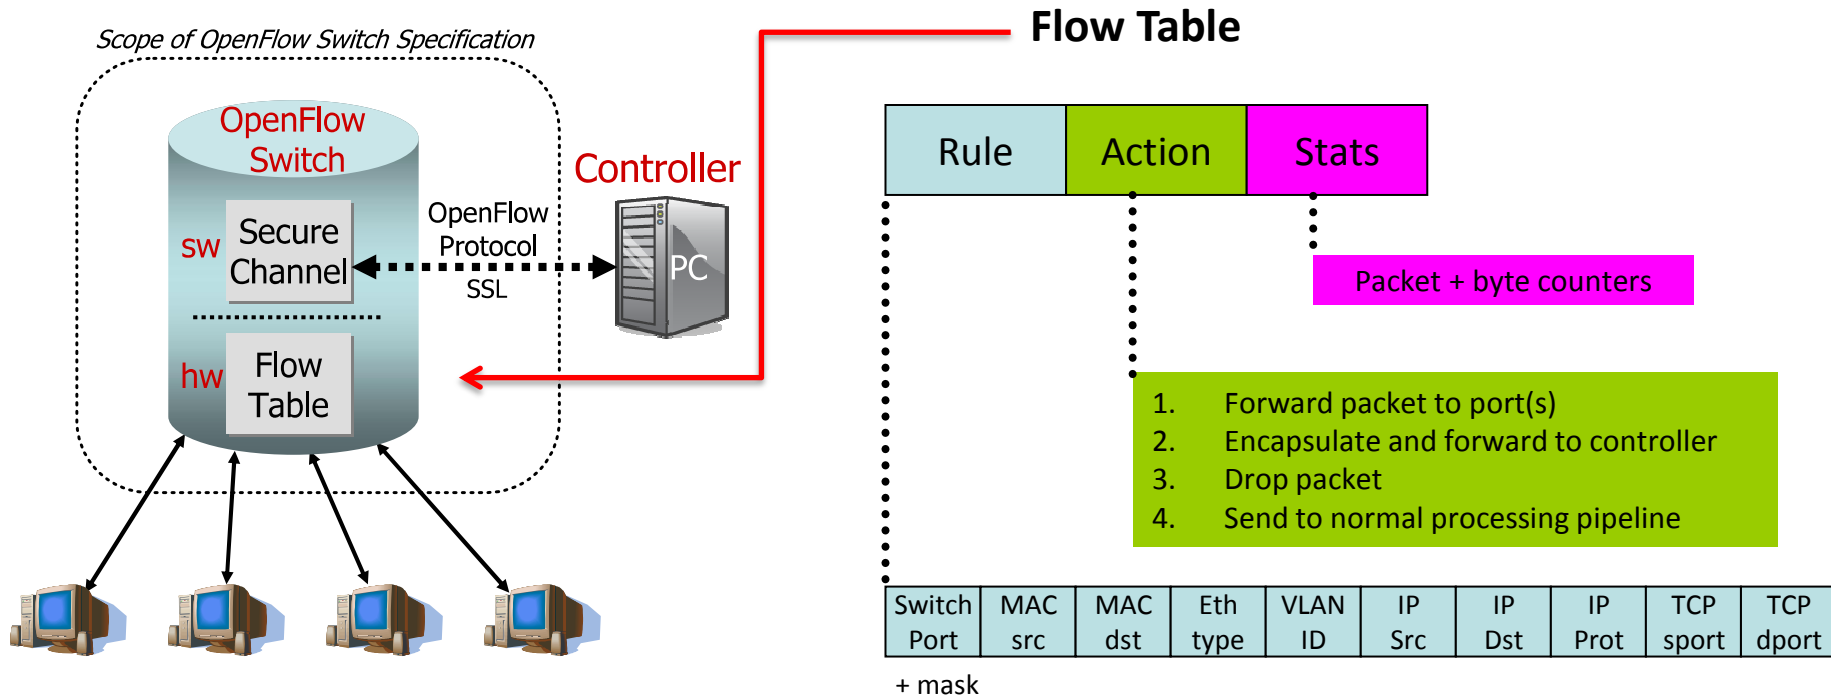 Scope of OpenFlow Switch Specification
OpenFlow
Switch
sw
Secure
Channel
hw
Flow
Table
OpenFlow
Protocol
SSL
Controller
PC
Flow Table
Rule
Action
Stats
Packet + byte counters
1. Forward packet to port(s)
2. Encapsulate and forward to controller
3. Drop packet
4. Send to normal processing pipeline
Switch
Port
MAC
src
MAC
dst
Eth
type
VLAN
ID
IP
Src
IP
Dst
IP
Prot
TCP
sport
TCP
dport
+ mask